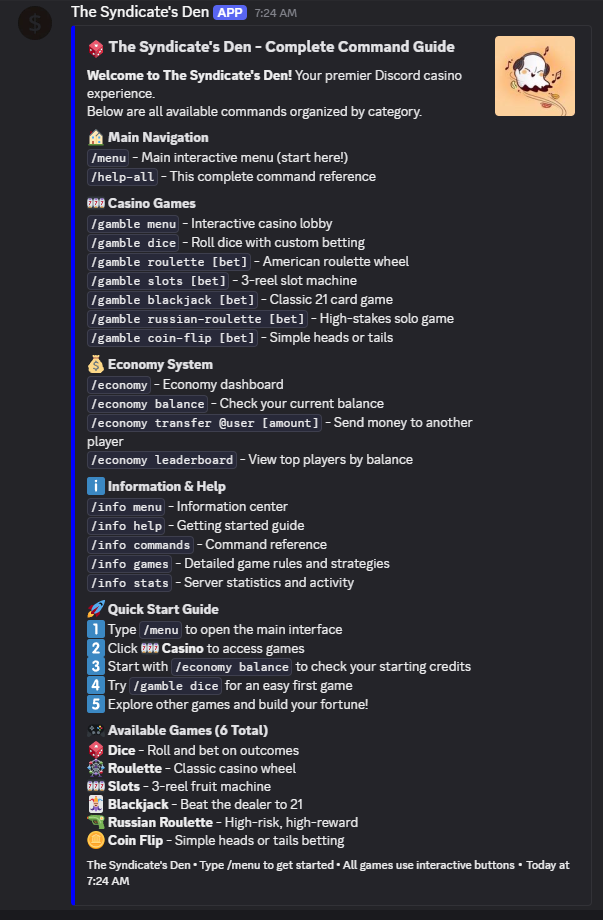 The Syndicate's Den APP 7:24 AM
The Syndicate's Den - Complete Command Guide
Welcome to The Syndicate's Den! Your premier Discord casino
experience.
Below are all available commands organized by category.
Main Navigation
/menu - Main interactive menu (start here!)
/help-all - This complete command reference
Casino Games
/gamble menu - Interactive casino lobby
/gamble dice - Roll dice with custom betting
/gamble roulette [bet] - American roulette wheel
/gamble slots [bet] - 3-reel slot machine
/gamble blackjack [bet] - Classic 21 card game
/gamble russian-roulette [bet] - High-stakes solo game
/gamble coin-flip [bet] - Simple heads or tails
Economy System
/economy - Economy dashboard
/economy balance - Check your current balance
/economy transfer @user [amount] - Send money to another
player
/economy leaderboard - View top players by balance
Information & Help
/info menu - Information center
/info help - Getting started guide
/info commands - Command reference
/info games - Detailed game rules and strategies
/info stats - Server statistics and activity
Quick Start Guide
1 Type /menu to open the main interface
2 Click Casino to access games
3 Start with /economy balance to check your starting credits
4 Try /gamble dice for an easy first game
5 Explore other games and build your fortune!
Available Games (6 Total)
Dice - Roll and bet on outcomes
Roulette - Classic casino wheel
Slots - 3-reel fruit machine
Blackjack - Beat the dealer to 21
Russian Roulette - High-risk, high-reward
Coin Flip - Simple heads or tails betting
The Syndicate's Den • Type /menu to get started • All games use interactive buttons • Today at
7:24 AM